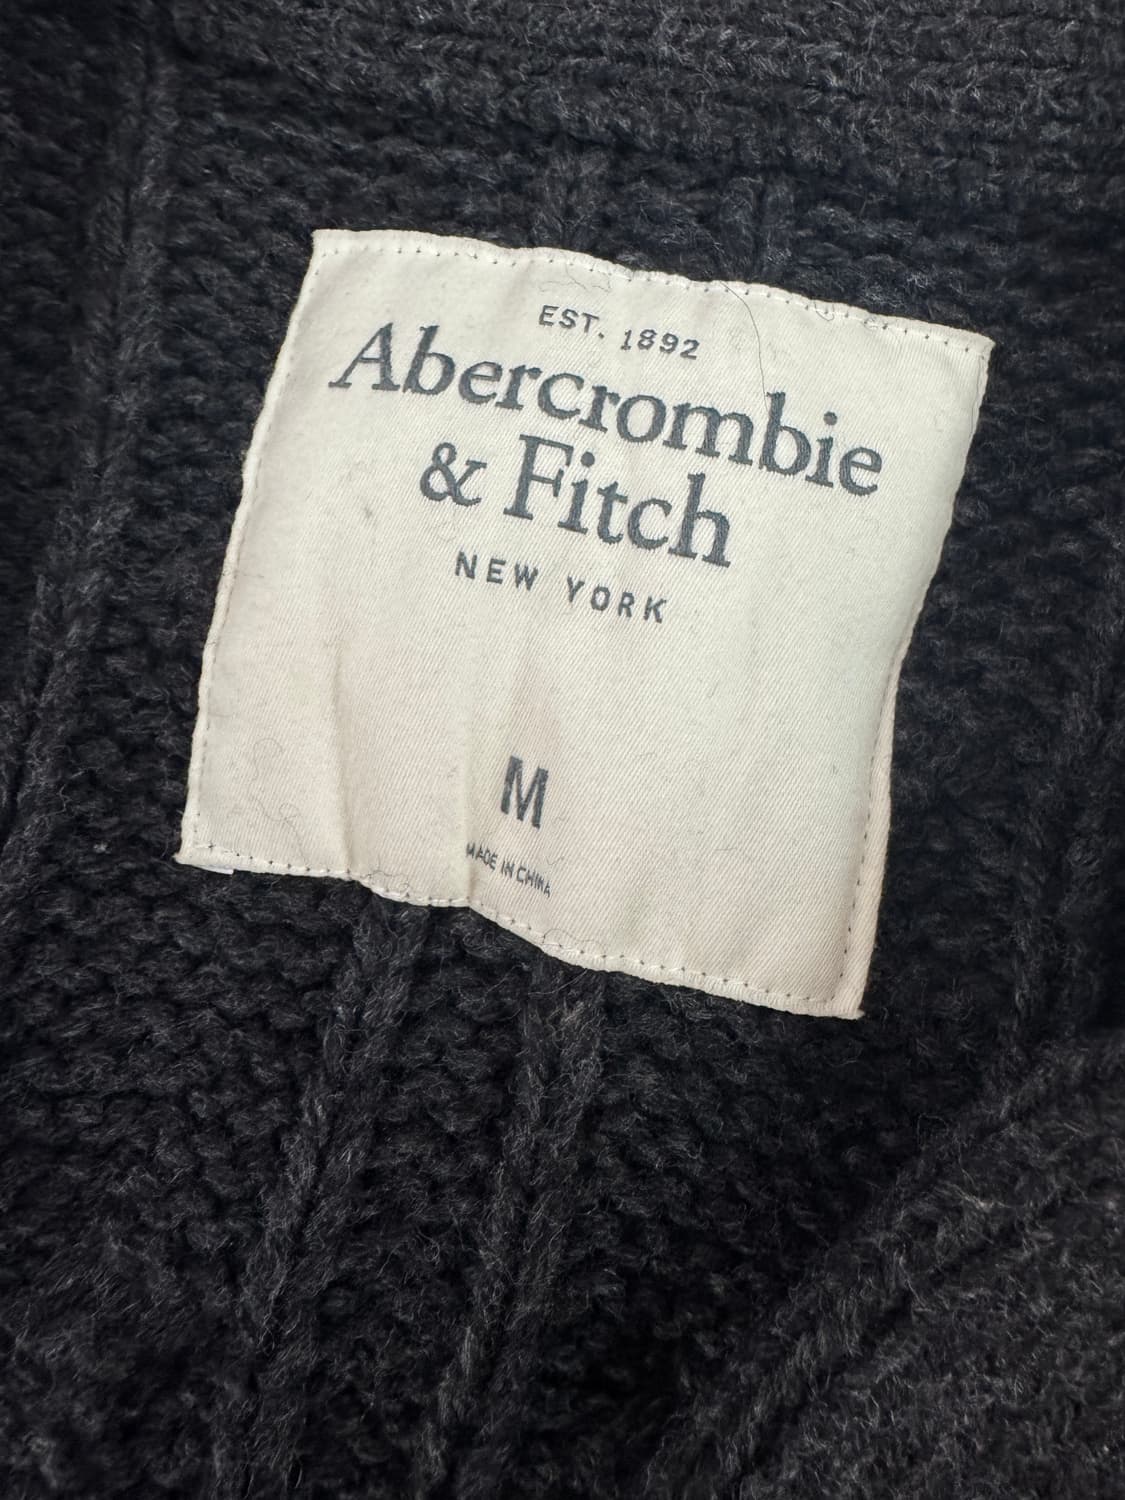 EST. 1892
Abercrombie
& Fitch
NEW YORK
M
MADE IN CHINA